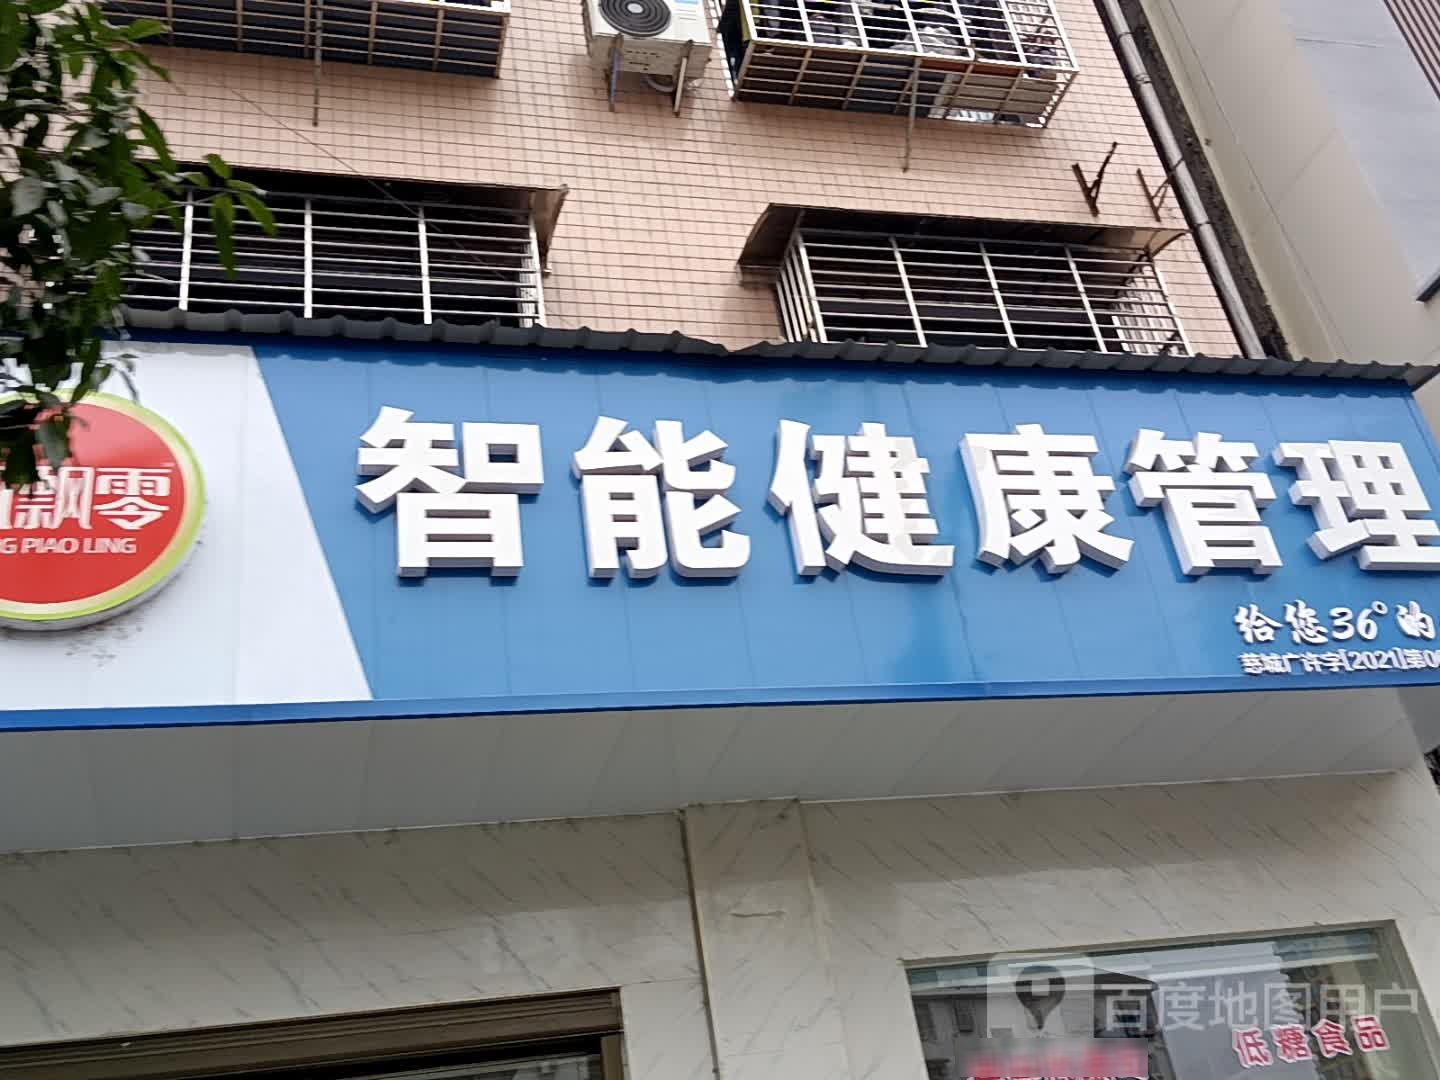 飘零
G PIAO LING
智能健康管理
给您36°的
慈城广许字[2021]第0
百度地图用户
低糖食品